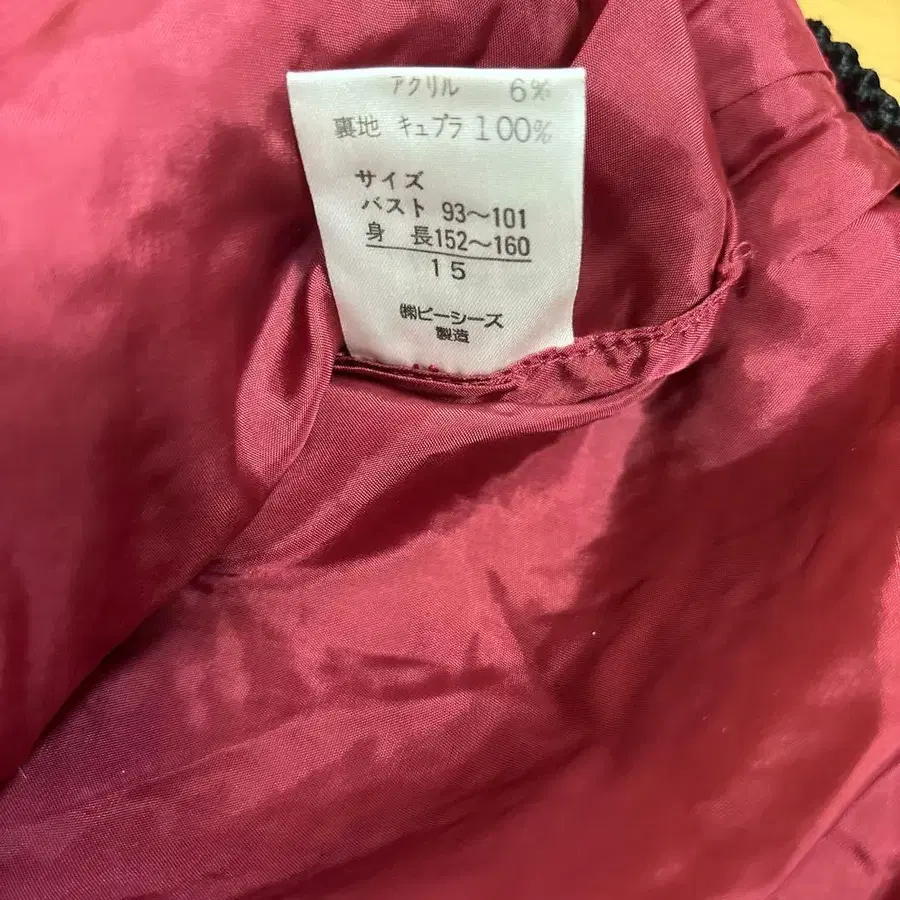 アクリル 6%
裏地 キュプラ 100%
サイズ
バスト 93〜101
身 長152〜160
15
㈱ピーシーズ
製造